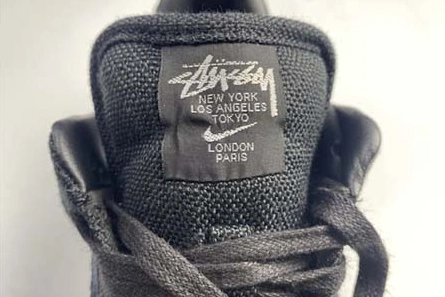 Stüssy
NEW YORK
LOS ANGELES
TOKYO
LONDON
PARIS